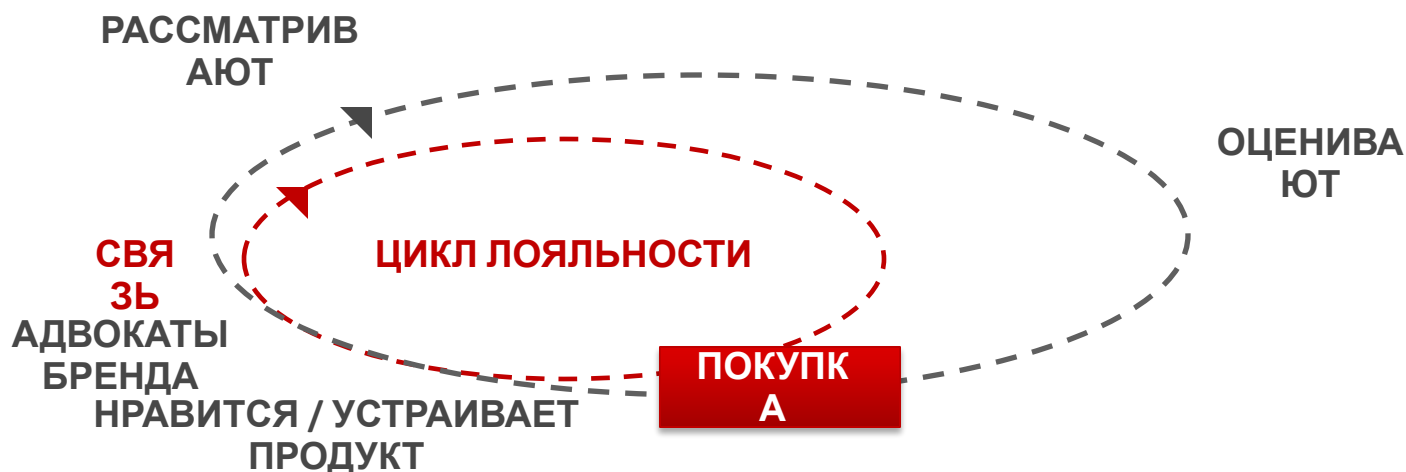 РАССМАТРИВ
АЮТ
ОЦЕНИВА
ЮТ
ЦИКЛ ЛОЯЛЬНОСТИ
СВЯ
ЗЬ
АДВОКАТЫ
БРЕНДА
ПОКУПК
А
НРАВИТСЯ / УСТРАИВАЕТ
ПРОДУКТ